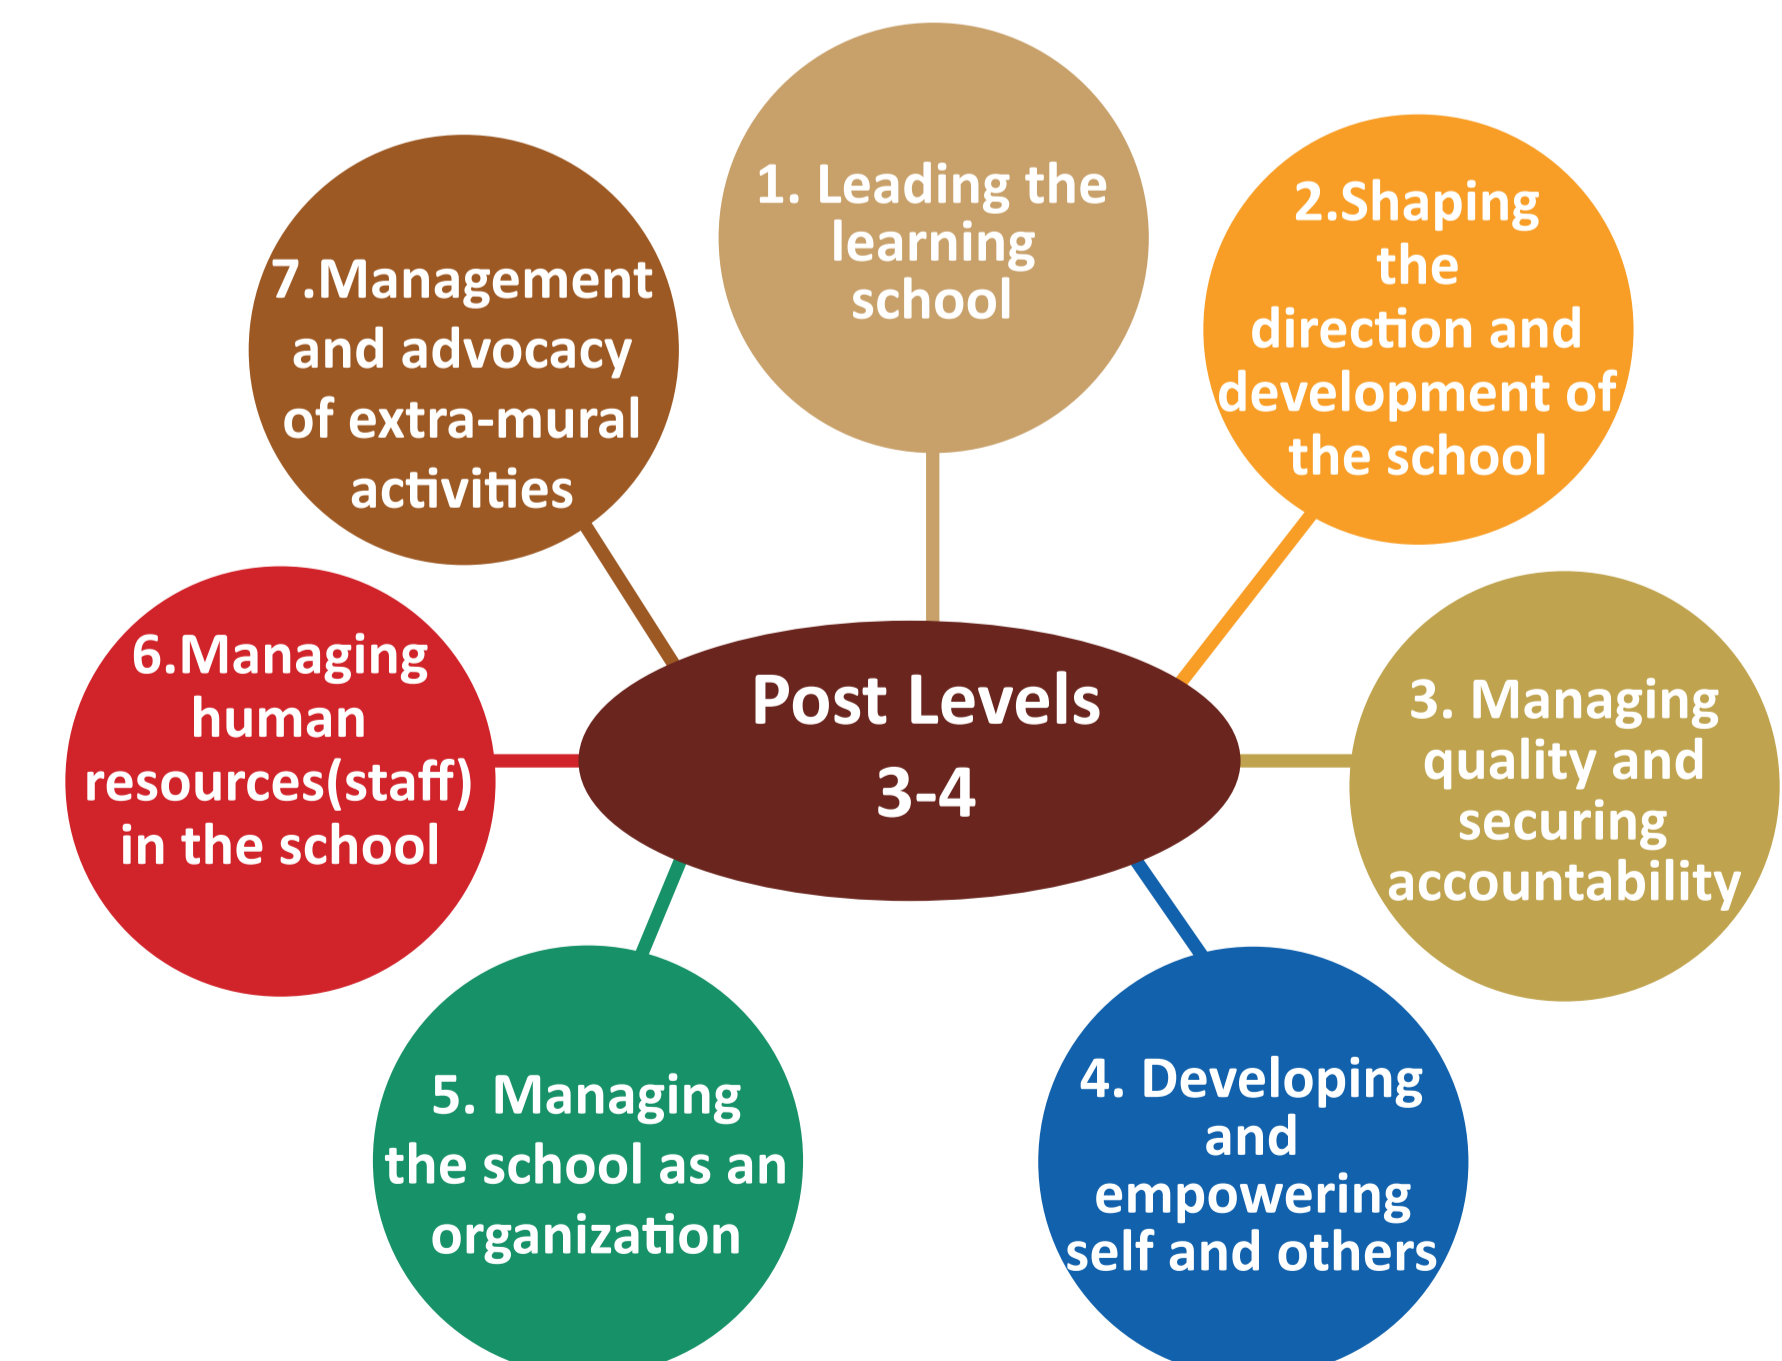 1. Leading the
learning
school
2.Shaping
the
direction and
development of
the school
3. Managing
quality and
securing
accountability
4. Developing
and
empowering
self and others
5. Managing
the school as an
organization
6.Managing
human
resources(staff)
in the school
7.Management
and advocacy
of extra-mural
activities
Post Levels
3-4